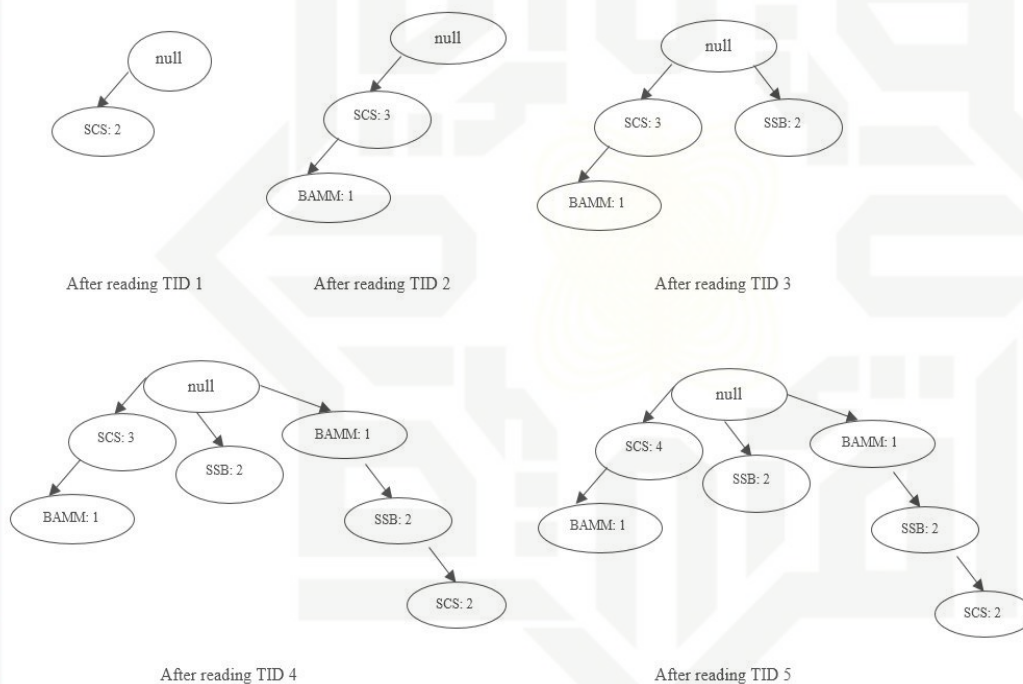 null
SCS: 2
After reading TID 1
null
SCS: 3
BAMM: 1
After reading TID 2
null
SCS: 3
SSB: 2
BAMM: 1
After reading TID 3
null
SCS: 3
BAMM: 1
SSB: 2
BAMM: 1
SSB: 2
SCS: 2
After reading TID 4
null
SCS: 4
BAMM: 1
SSB: 2
BAMM: 1
SSB: 2
SCS: 2
After reading TID 5